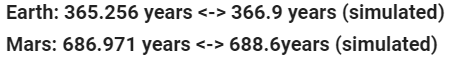 Earth: 365.256 years <-> 366.9 years (simulated)
Mars: 686.971 years <-> 688.6years (simulated)